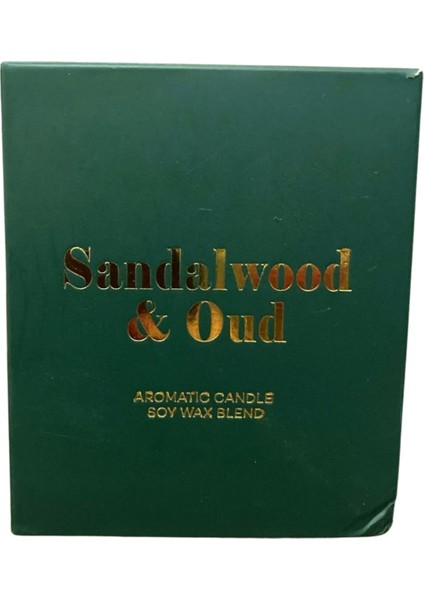 Sandalwood
& Oud
AROMATIC CANDLE
SOY WAX BLEND